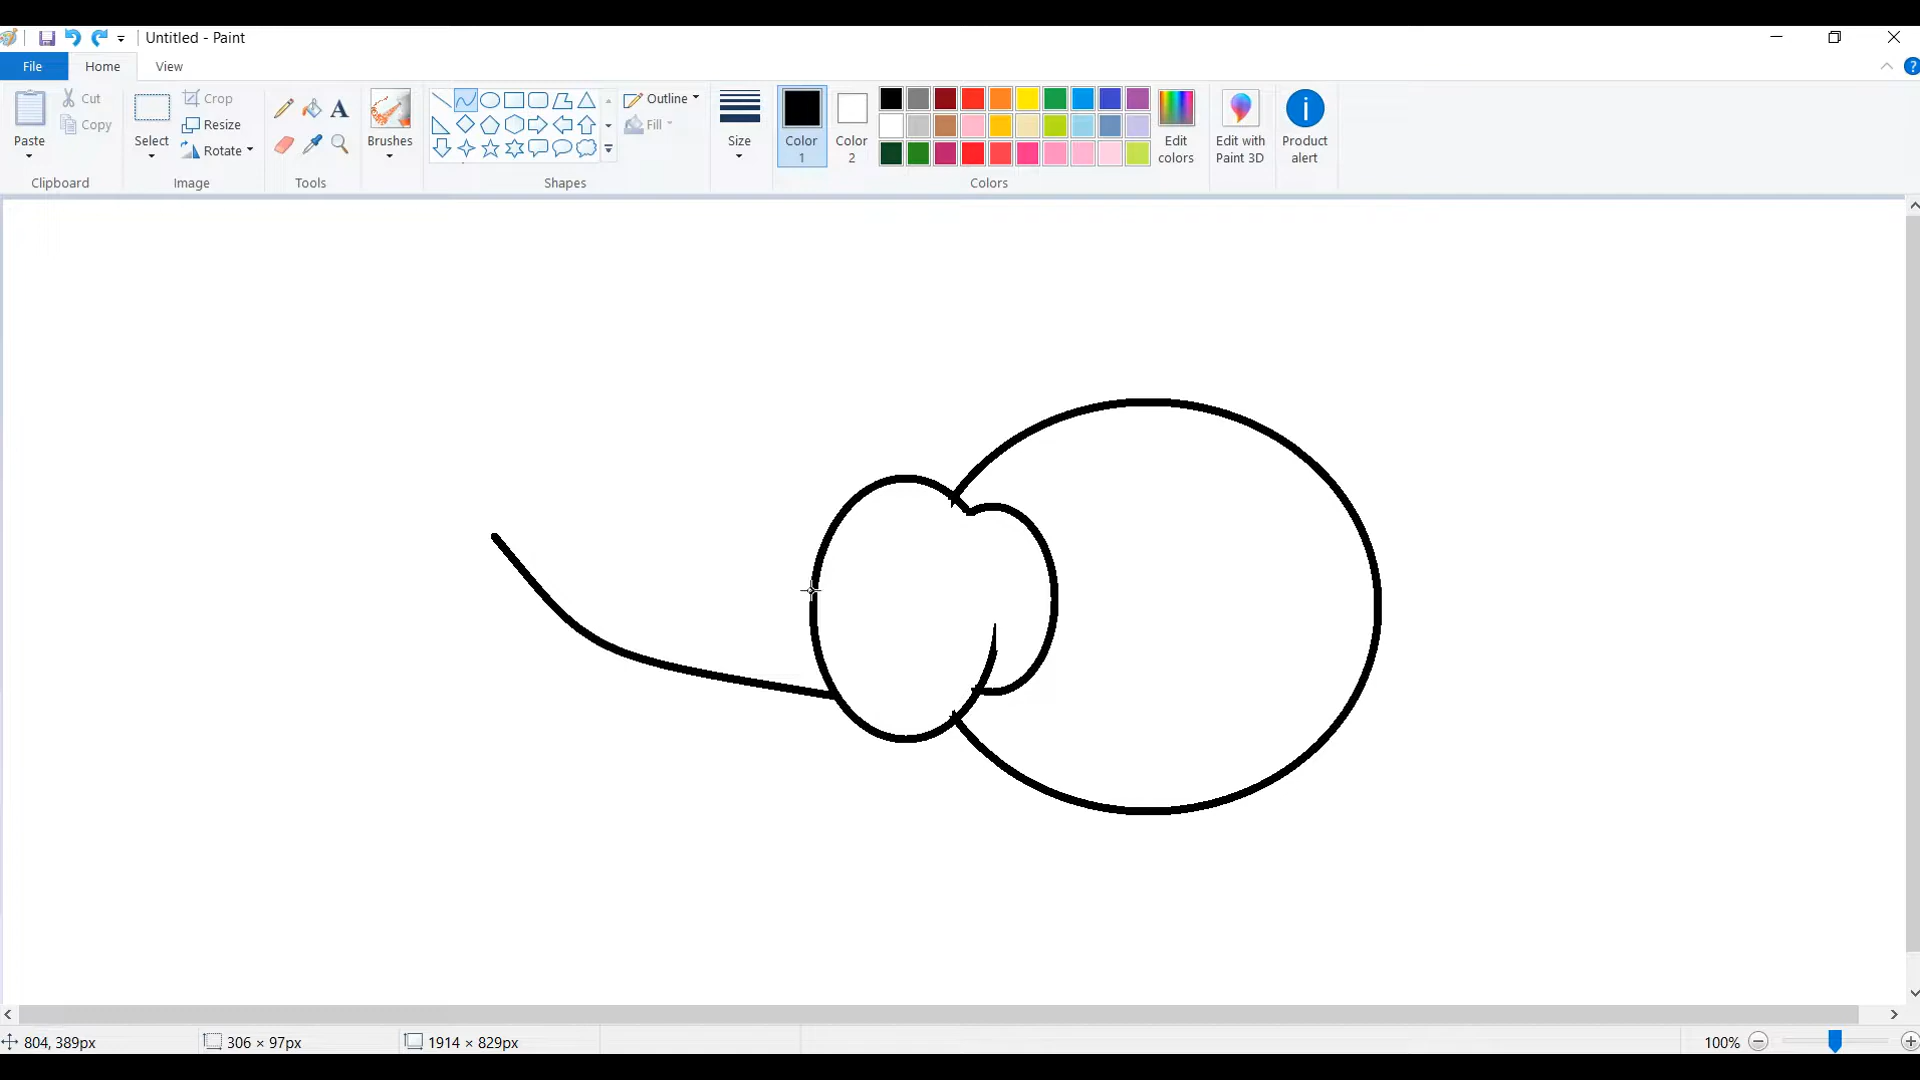 Untitled - Paint
File Home View
Paste Cut Copy Clipboard
Select Crop Resize Rotate Image
Tools
Brushes
Outline Fill Shapes
Size
Color 1
Color 2
Edit colors
Colors
Edit with Paint 3D
Product alert
804, 389px 306 × 97px 1914 × 829px 100%